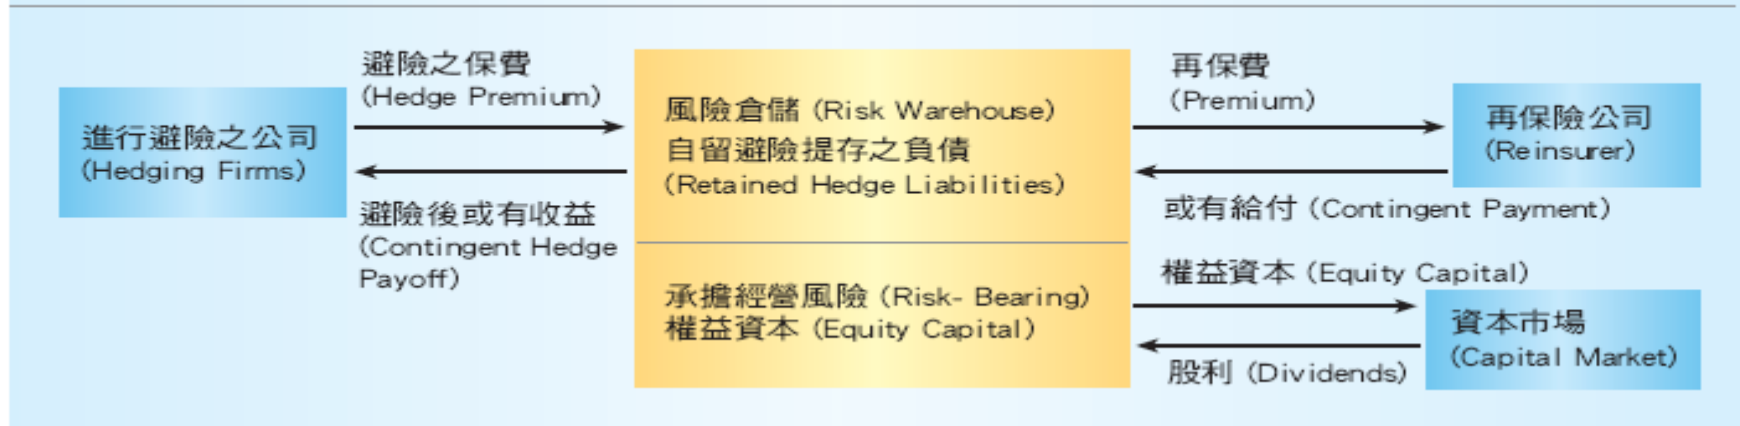 進行避險之公司
(Hedging Firms)
避險之保費
(Hedge Premium)
避險後或有收益
(Contingent Hedge
Payoff)
風險倉儲 (Risk Warehouse)
自留避險提存之負債
(Retained Hedge Liabilities)
承擔經營風險 (Risk- Bearing)
權益資本 (Equity Capital)
再保費
(Premium)
再保險公司
(Reinsurer)
或有給付 (Contingent Payment)
權益資本 (Equity Capital)
資本市場
(Capital Market)
股利 (Dividends)